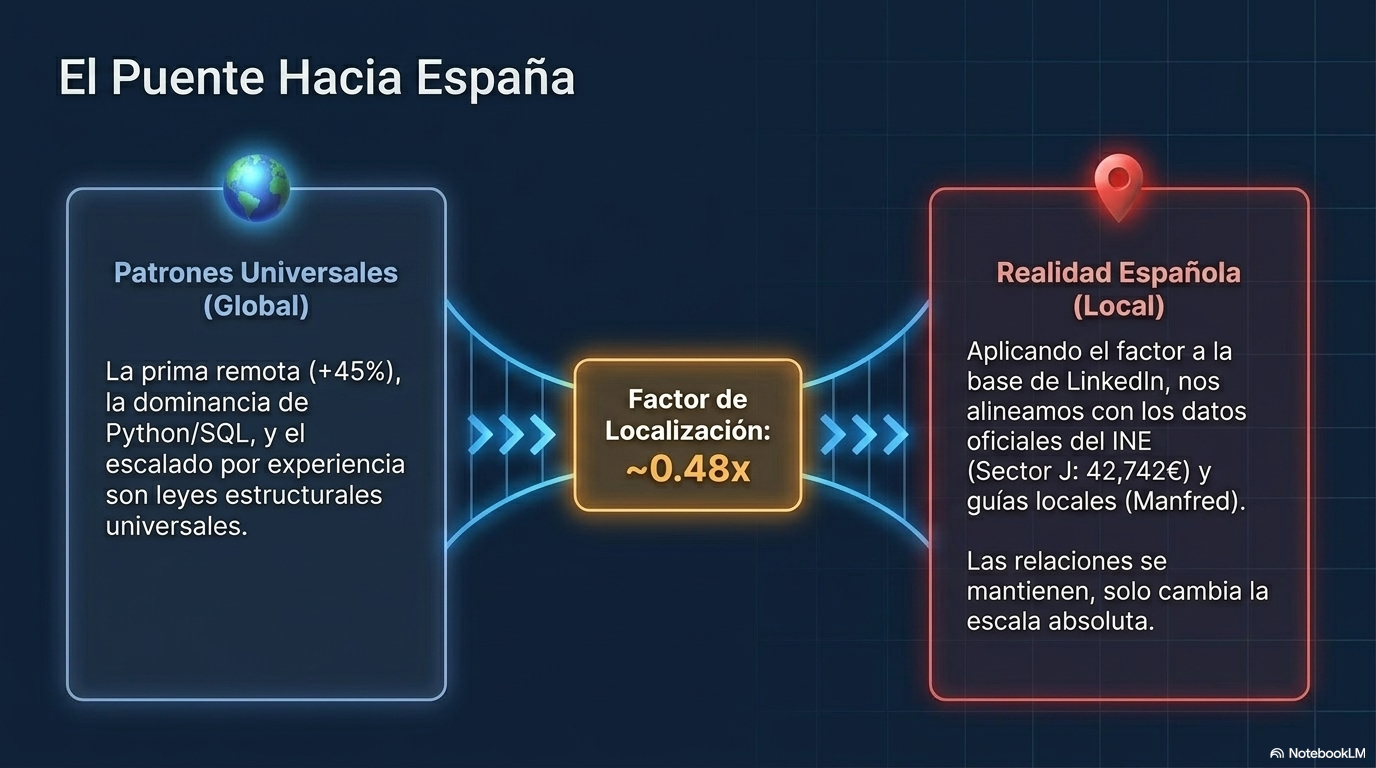 El Puente Hacia España
Patrones Universales
(Global)
La prima remota (+45%),
la dominancia de
Python/SQL, y el
escalado por experiencia
son leyes estructurales
universales.
Factor de
Localización:
~0.48x
Realidad Española
(Local)
Aplicando el factor a la
base de LinkedIn, nos
alineamos con los datos
oficiales del INE
(Sector J: 42,742€) y
guías locales (Manfred).
Las relaciones se
mantienen, solo cambia la
escala absoluta.
NotebookLM